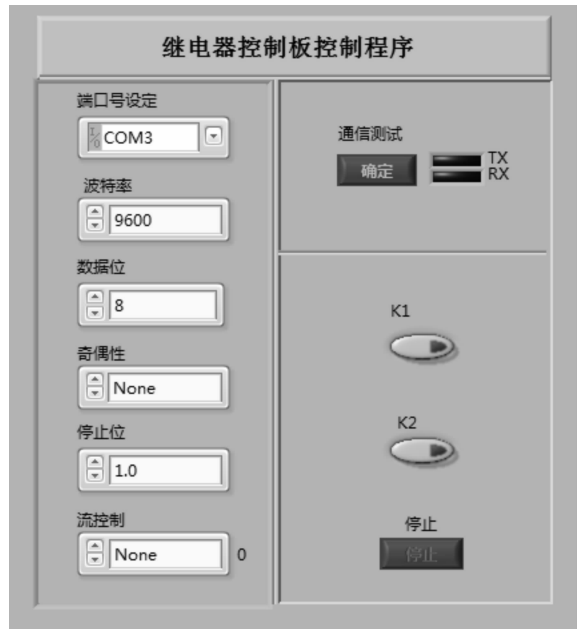 继电器控制板控制程序
端口号设定
I/O COM3
波特率
9600
数据位
8
奇偶性
None
停止位
1.0
流控制
None 0
通信测试
确定 TX
RX
K1
K2
停止
停止